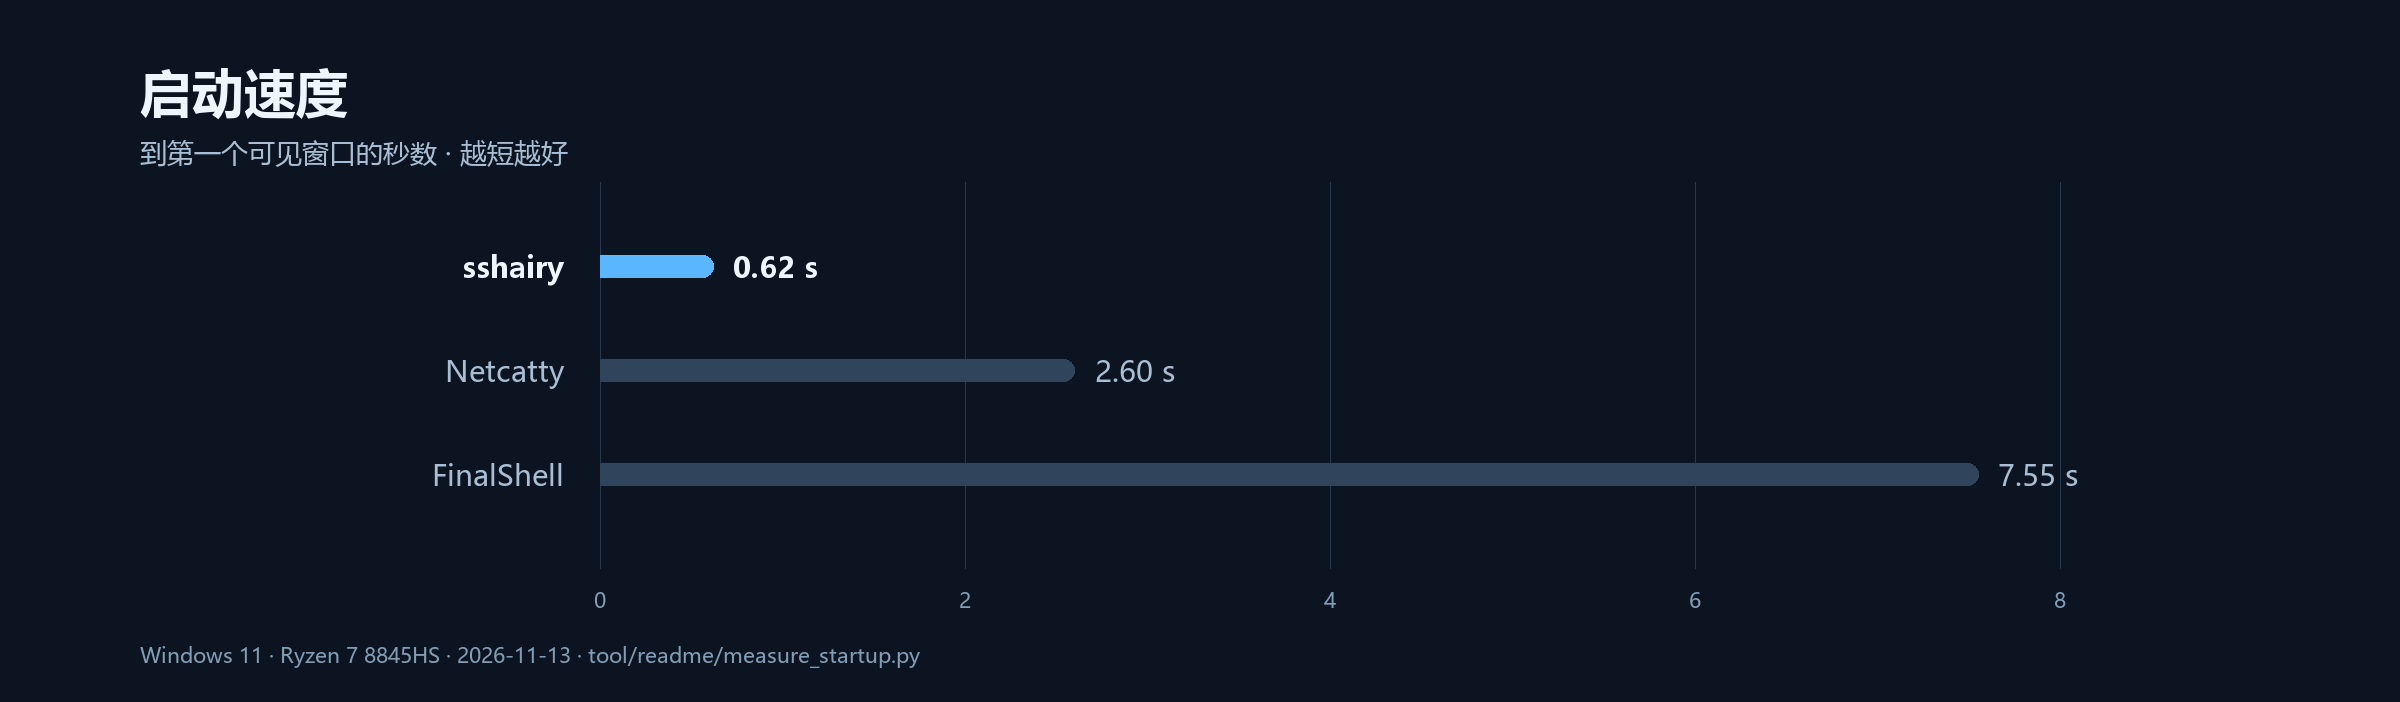 启动速度
到第一个可见窗口的秒数 · 越短越好
sshairy 0.62 s
Netcatty 2.60 s
FinalShell 7.55 s
0 2 4 6 8
Windows 11 · Ryzen 7 8845HS · 2026-11-13 · tool/readme/measure_startup.py